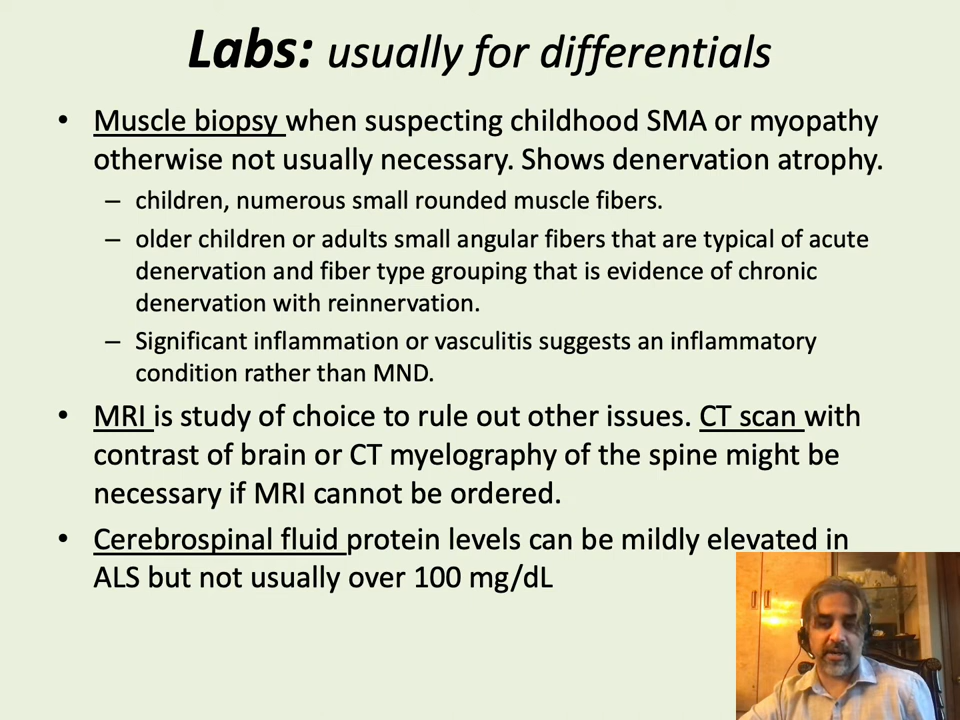 Labs: usually for differentials
• Muscle biopsy when suspecting childhood SMA or myopathy
otherwise not usually necessary. Shows denervation atrophy.
– children, numerous small rounded muscle fibers.
– older children or adults small angular fibers that are typical of acute
denervation and fiber type grouping that is evidence of chronic
denervation with reinnervation.
– Significant inflammation or vasculitis suggests an inflammatory
condition rather than MND.
• MRI is study of choice to rule out other issues. CT scan with
contrast of brain or CT myelography of the spine might be
necessary if MRI cannot be ordered.
• Cerebrospinal fluid protein levels can be mildly elevated in
ALS but not usually over 100 mg/dL